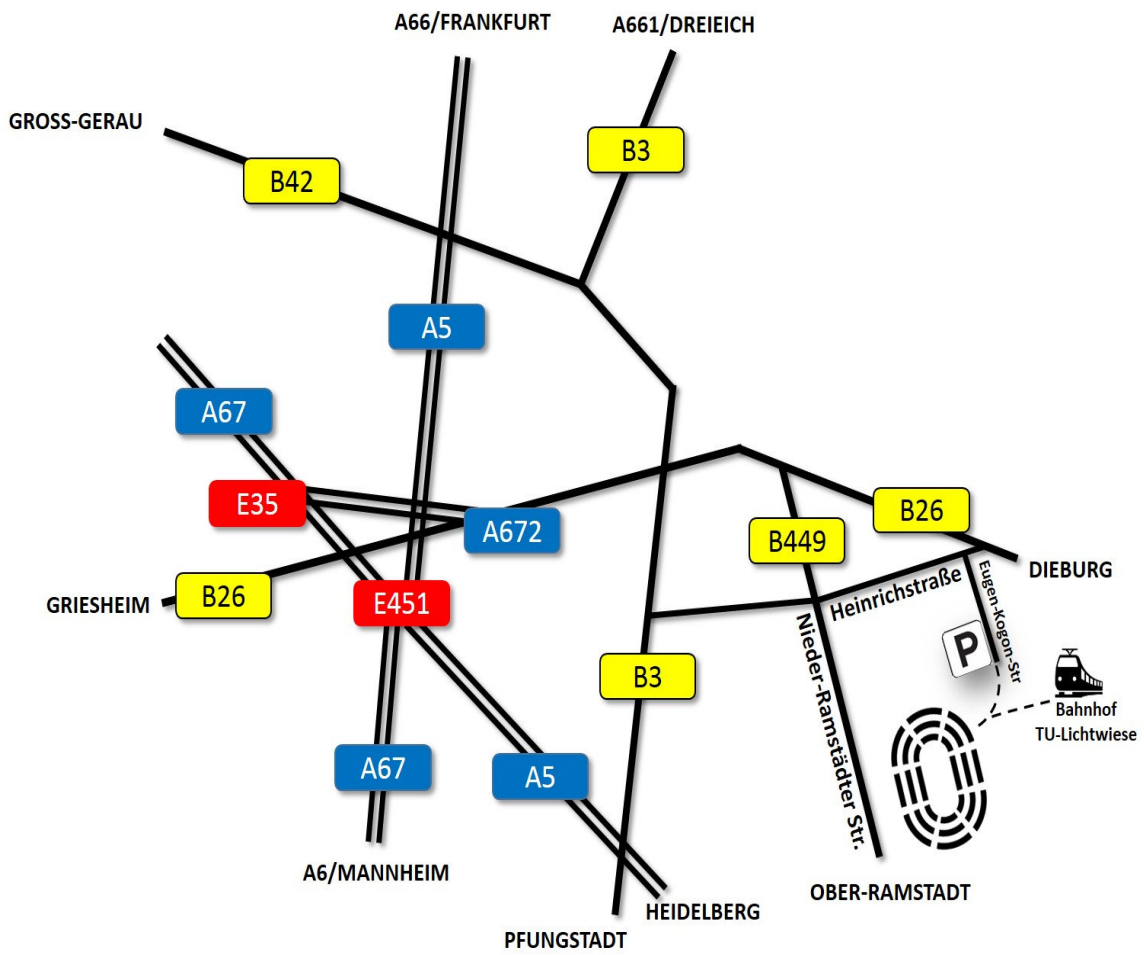 A66/FRANKFURT
A661/DREIEICH
GROSS-GERAU
B3
B42
A5
A67
E35
B26
A672
B449
DIEBURG
Heinrichstraße
Eugen-Kogon-Str
B26
GRIESHEIM
E451
P
Nieder-Ramstädter Str.
B3
Bahnhof
TU-Lichtwiese
A67
A5
A6/MANNHEIM
OBER-RAMSTADT
HEIDELBERG
PFUNGSTADT